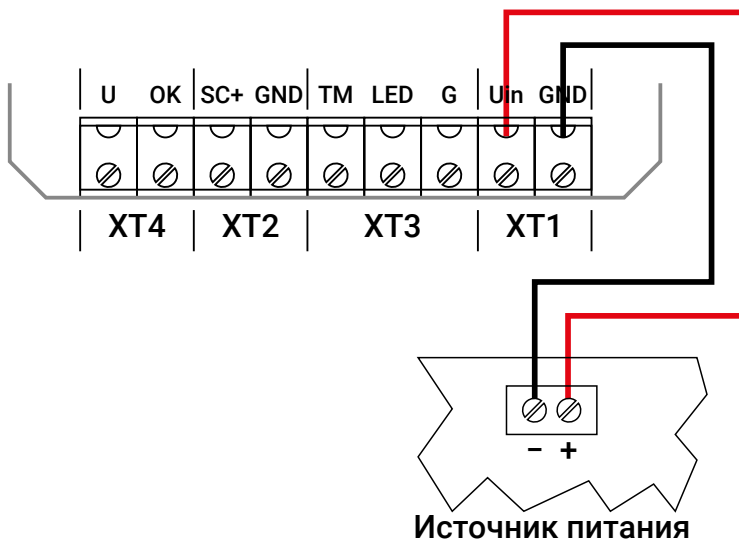 U OK SC+ GND TM LED G Uin GND
XT4 XT2 XT3 XT1
− +
Источник питания